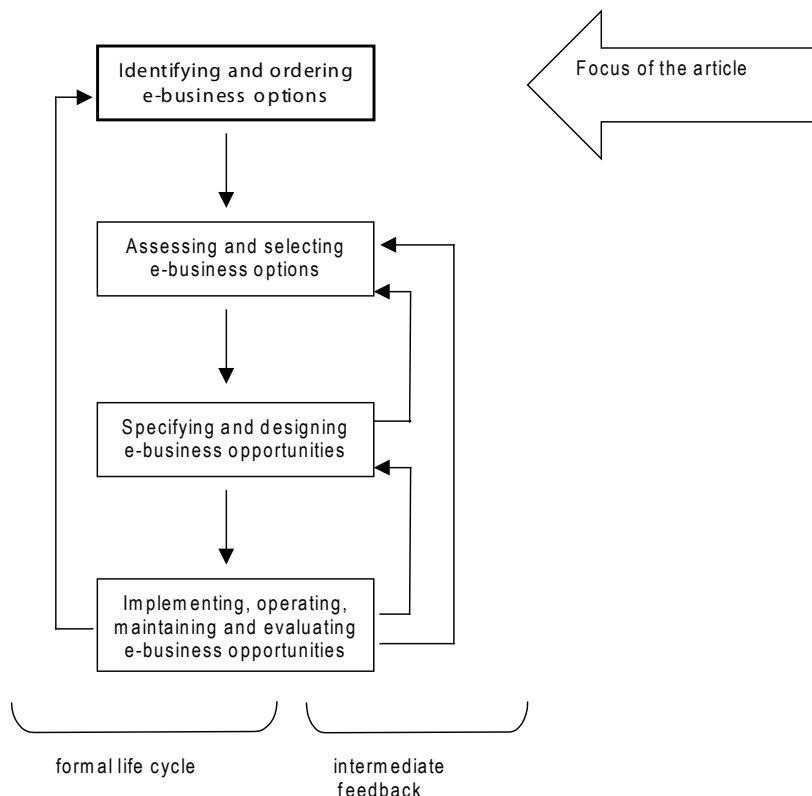 Identifying and ordering
e-business options
Focus of the article
Assessing and selecting
e-business options
Specifying and designing
e-business opportunities
Implementing, operating,
maintaining and evaluating
e-business opportunities
formal life cycle
intermediate
feedback